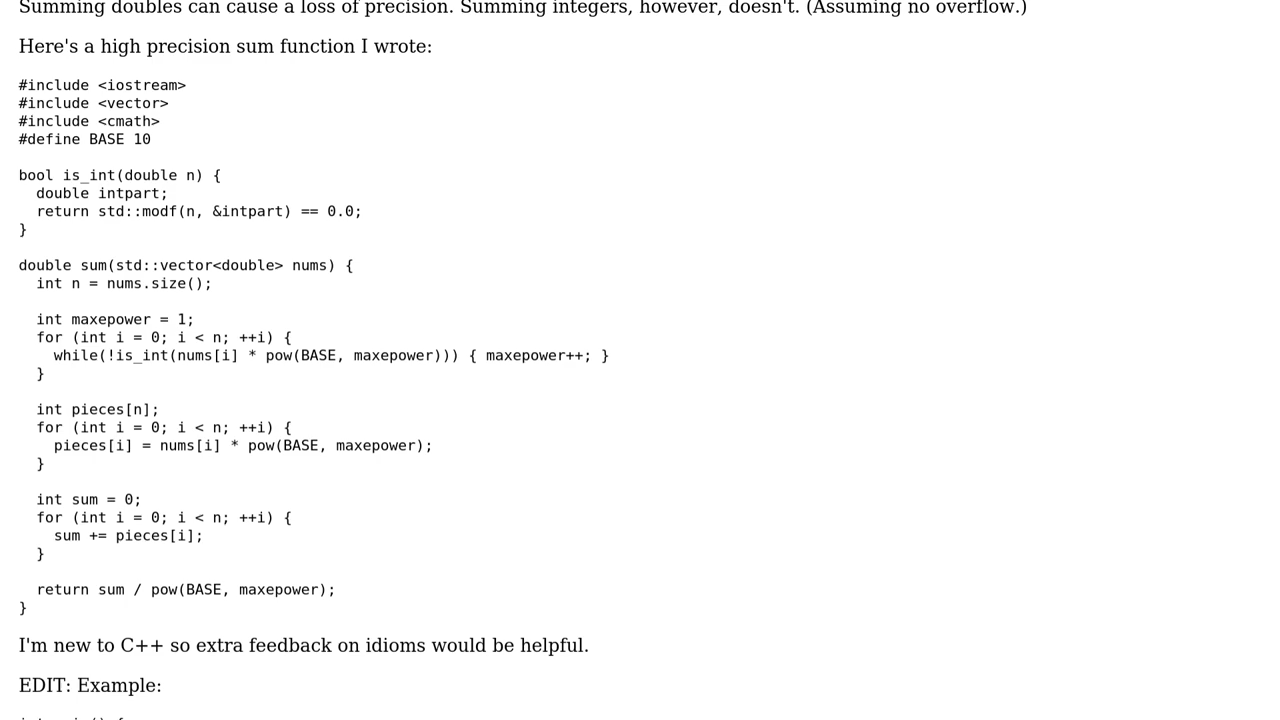 Summing doubles can cause a loss of precision. Summing integers, however, doesn't. (Assuming no overflow.)
Here's a high precision sum function I wrote:
#include <iostream>
#include <vector>
#include <cmath>
#define BASE 10

bool is_int(double n) {
  double intpart;
  return std::modf(n, &intpart) == 0.0;
}

double sum(std::vector<double> nums) {
  int n = nums.size();

  int maxepower = 1;
  for (int i = 0; i < n; ++i) {
    while(!is_int(nums[i] * pow(BASE, maxepower))) { maxepower++; }
  }

  int pieces[n];
  for (int i = 0; i < n; ++i) {
    pieces[i] = nums[i] * pow(BASE, maxepower);
  }

  int sum = 0;
  for (int i = 0; i < n; ++i) {
    sum += pieces[i];
  }

  return sum / pow(BASE, maxepower);
}
I'm new to C++ so extra feedback on idioms would be helpful.
EDIT: Example: